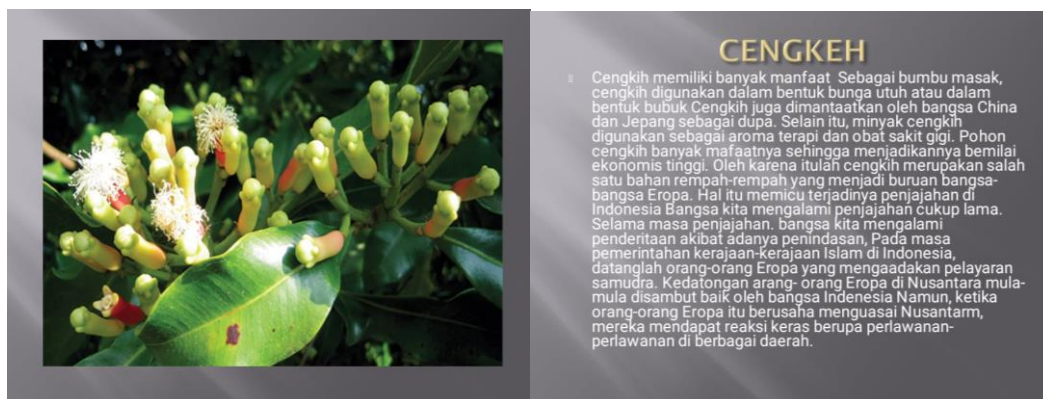 CENGKEH
Cengkih memiliki banyak manfaat Sebagai bumbu masak,
cengkih digunakan dalam bentuk bunga utuh atau dalam
bentuk bubuk Cengkih juga dimantaatkan oleh bangsa China
dan Jepang sebagai dupa. Selain itu, minyak cengkih
digunakan sebagai aroma terapi dan obat sakit gigi. Pohon
cengkih banyak mafaatnya sehingga menjadikannya bemilai
ekonomis tinggi. Oleh karena itulah cengkih merupakan salah
satu bahan rempah-rempah yang menjadi buruan bangsa-
bangsa Eropa. Hal itu memicu terjadinya penjajahan di
Indonesia Bangsa kita mengalami penjajahan cukup lama.
Selama masa penjajahan. bangsa kita mengalami
penderitaan akibat adanya penindasan, Pada masa
pemerintahan kerajaan-kerajaan Islam di Indonesia,
datanglah orang-orang Eropa yang mengaadakan pelayaran
samudra. Kedatongan arang- orang Eropa di Nusantara mula-
mula disambut baik oleh bangsa Indenesia Namun, ketika
orang-orang Eropa itu berusaha menguasai Nusantarm,
mereka mendapat reaksi keras berupa perlawanan-
perlawanan di berbagai daerah.